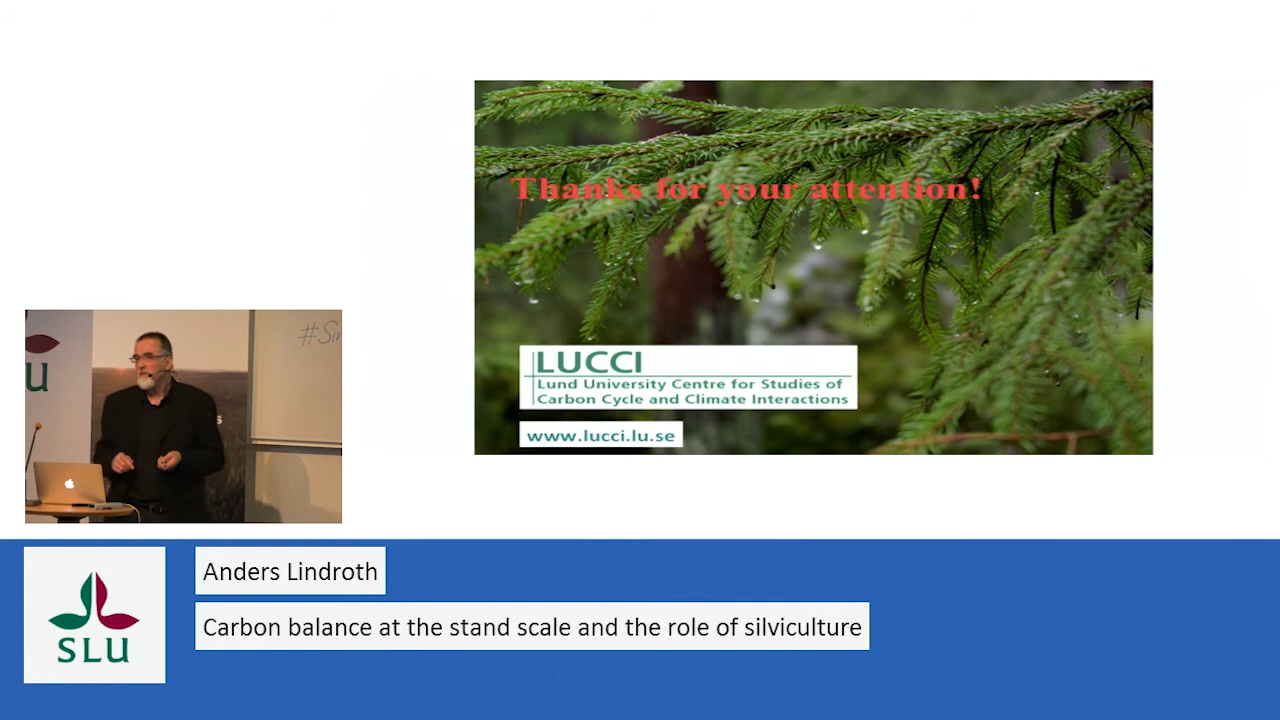 Thanks for your attention!
LUCCI
Lund University Centre for Studies of
Carbon Cycle and Climate Interactions
www.lucci.lu.se
#Sin
u
s
SLU
Anders Lindroth
Carbon balance at the stand scale and the role of silviculture